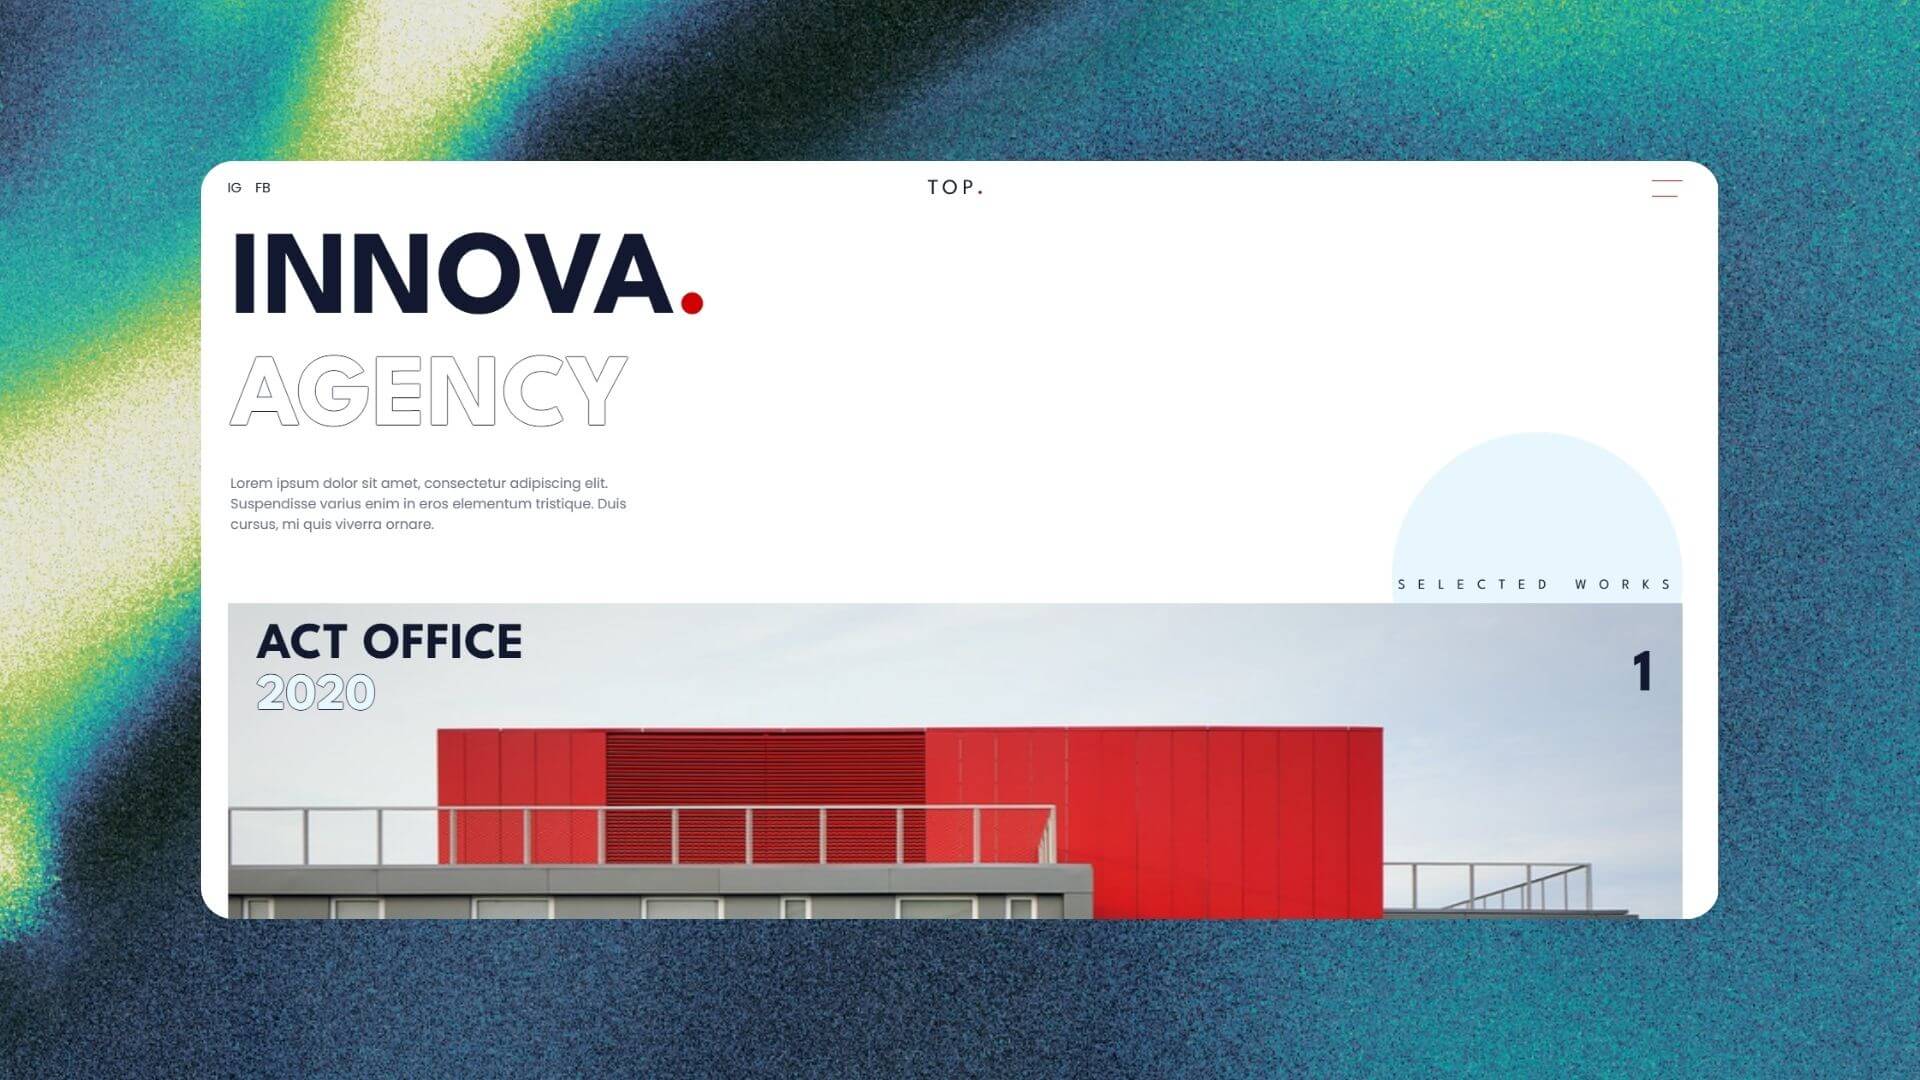 IG FB
TOP.
INNOVA.
AGENCY
Lorem ipsum dolor sit amet, consectetur adipiscing elit.
Suspendisse varius enim in eros elementum tristique. Duis
cursus, mi quis viverra ornare.
SELECTED WORKS
ACT OFFICE
2020
1